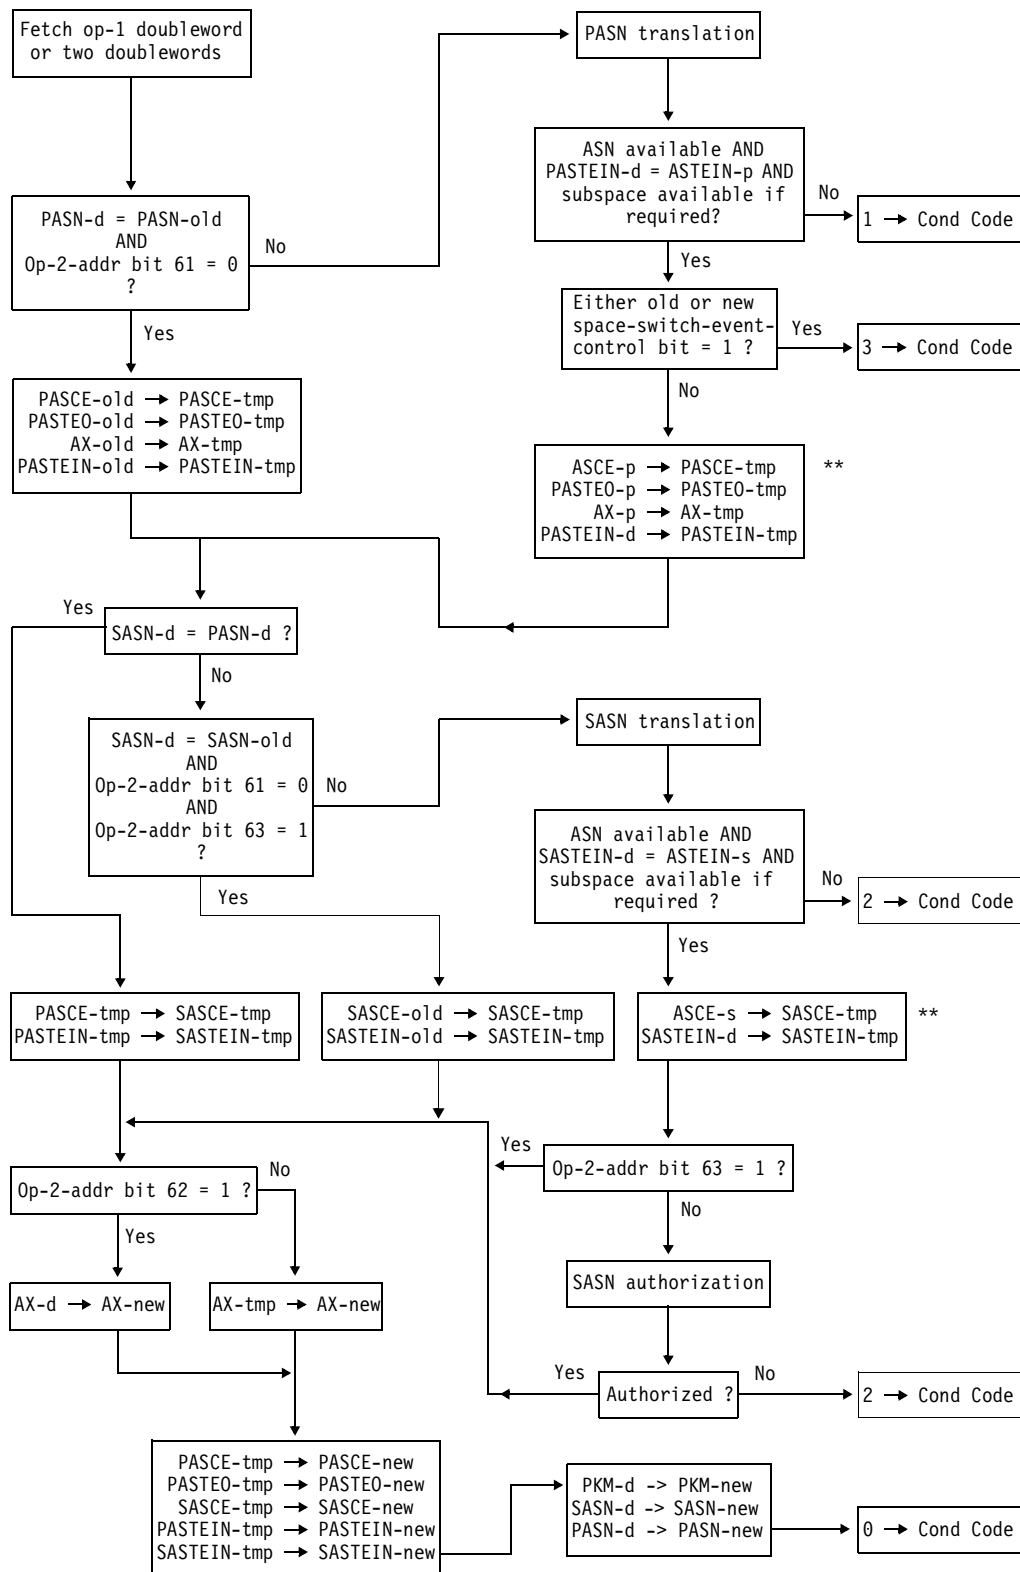 Fetch op-1 doubleword
or two doublewords
PASN translation
ASN available AND
PASTEIN-d = ASTEIN-p AND
subspace available if
required?
No
1 → Cond Code
PASN-d = PASN-old
AND
Op-2-addr bit 61 = 0
?
No
Yes
Yes
Either old or new
space-switch-event-
control bit = 1 ?
Yes
3 → Cond Code
No
PASCE-old → PASCE-tmp
PASTEO-old → PASTEO-tmp
AX-old → AX-tmp
PASTEIN-old → PASTEIN-tmp
ASCE-p → PASCE-tmp
PASTEO-p → PASTEO-tmp
AX-p → AX-tmp
PASTEIN-d → PASTEIN-tmp
**
Yes
SASN-d = PASN-d ?
No
SASN translation
SASN-d = SASN-old
AND
Op-2-addr bit 61 = 0
AND
Op-2-addr bit 63 = 1
?
No
Yes
ASN available AND
SASTEIN-d = ASTEIN-s AND
subspace available if
required ?
No
2 → Cond Code
Yes
PASCE-tmp → SASCE-tmp
PASTEIN-tmp → SASTEIN-tmp
SASCE-old → SASCE-tmp
SASTEIN-old → SASTEIN-tmp
ASCE-s → SASCE-tmp
SASTEIN-d → SASTEIN-tmp
**
Op-2-addr bit 62 = 1 ?
No
Yes
Yes
Op-2-addr bit 63 = 1 ?
No
SASN authorization
AX-d → AX-new
AX-tmp → AX-new
Yes
Authorized ?
No
2 → Cond Code
PASCE-tmp → PASCE-new
PASTEO-tmp → PASTEO-new
SASCE-tmp → SASCE-new
PASTEIN-tmp → PASTEIN-new
SASTEIN-tmp → SASTEIN-new
PKM-d -> PKM-new
SASN-d -> SASN-new
PASN-d -> PASN-new
0 → Cond Code